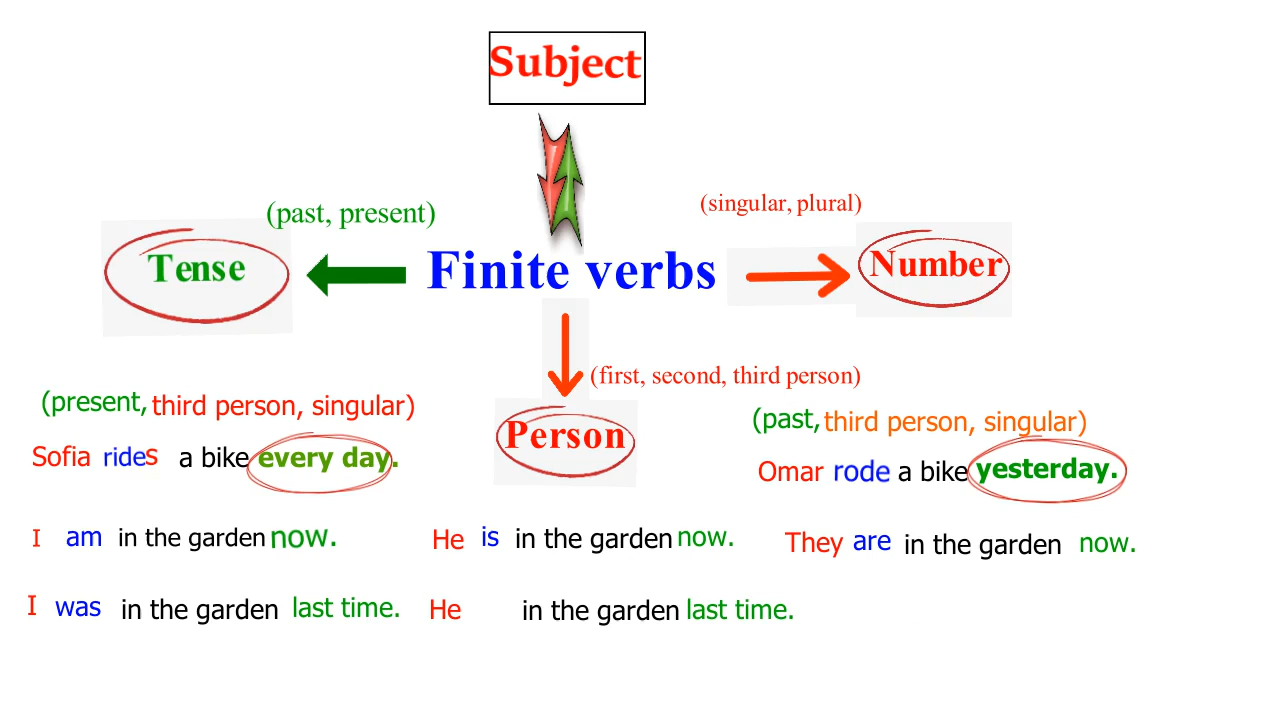 Subject
(past, present)
(singular, plural)
Tense
Finite verbs
Number
(first, second, third person)
Person
(present, third person, singular)
Sofia rides a bike every day.
(past, third person, singular)
Omar rode a bike yesterday.
I am in the garden now.
He is in the garden now.
They are in the garden now.
I was in the garden last time.
He in the garden last time.